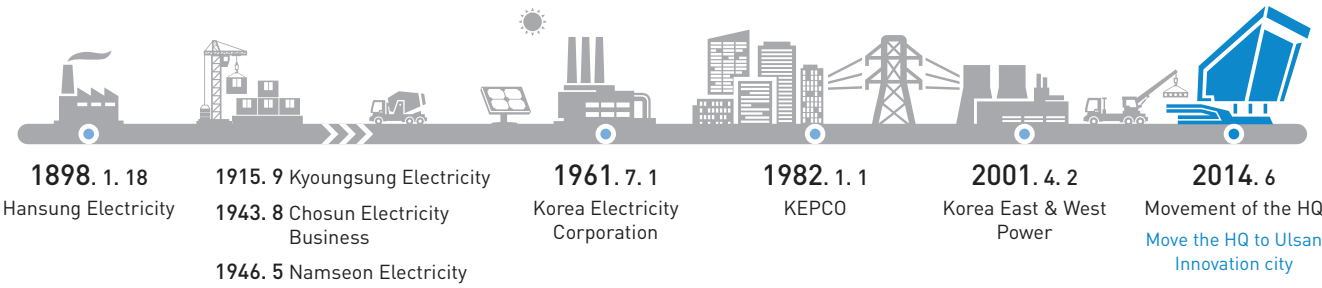 1898. 1. 18
Hansung Electricity
1915. 9 Kyoungsung Electricity
1943. 8 Chosun Electricity
Business
1946. 5 Namseon Electricity
1961. 7. 1
Korea Electricity
Corporation
1982. 1. 1
KEPCO
2001. 4. 2
Korea East & West
Power
2014. 6
Movement of the HQ
Move the HQ to Ulsan
Innovation city